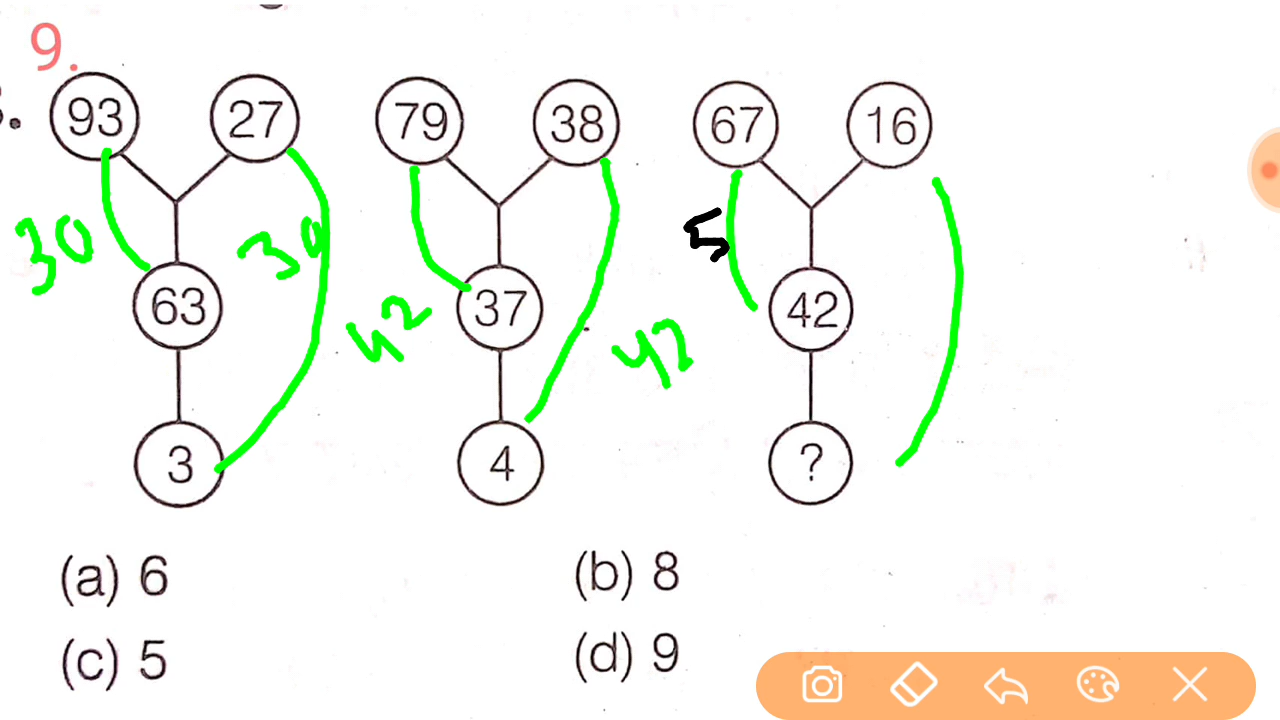 9.
93 27 79 38 67 16
30 30 5
63 37 42
42 42
3 4 ?
(a) 6 (b) 8
(c) 5 (d) 9